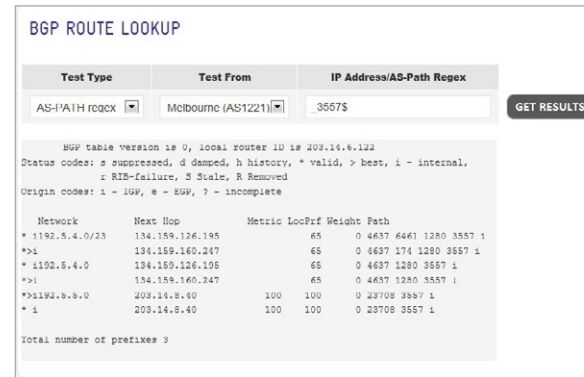 BGP ROUTE LOOKUP
Test Type Test From IP Address/AS-Path Regex
AS-PATH regex Melbourne (AS1221) _3557$ GET RESULTS
BGP table version is 0, local router ID is 203.14.6.122
Status codes: s suppressed, d damped, h history, * valid, > best, i - internal,
r RIB-failure, S Stale, R Removed
Origin codes: i - IGP, e - EGP, ? - incomplete
Network Next Hop Metric LocPrf Weight Path
* i192.5.4.0/23 134.159.126.195 65 0 4637 6461 1280 3557 i
*>i 134.159.160.247 65 0 4637 174 1280 3557 i
* i192.5.4.0 134.159.126.195 65 0 4637 1280 3557 i
*>i 134.159.160.247 65 0 4637 1280 3557 i
*>i192.5.5.0 203.14.8.40 100 100 0 23708 3557 i
* i 203.14.8.40 100 100 0 23708 3557 i
Total number of prefixes 3